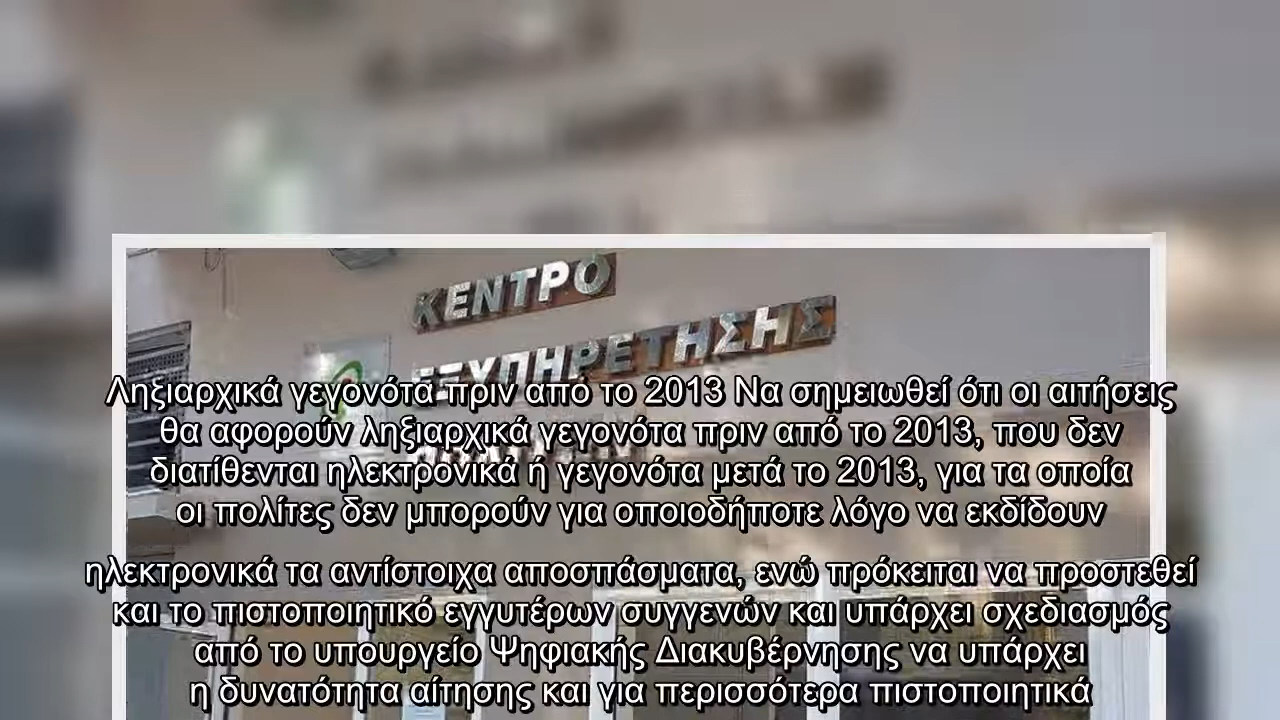 ΚΕΝΤΡΟ
ΕΞΥΠΗΡΕΤΗΣΗΣ
Ληξιαρχικά γεγονότα πριν από το 2013 Να σημειωθεί ότι οι αιτήσεις
θα αφορούν ληξιαρχικά γεγονότα πριν από το 2013, που δεν
διατίθενται ηλεκτρονικά ή γεγονότα μετά το 2013, για τα οποία
οι πολίτες δεν μπορούν για οποιοδήποτε λόγο να εκδίδουν
ηλεκτρονικά τα αντίστοιχα αποσπάσματα, ενώ πρόκειται να προστεθεί
και το πιστοποιητικό εγγυτέρων συγγενών και υπάρχει σχεδιασμός
από το υπουργείο Ψηφιακής Διακυβέρνησης να υπάρχει
η δυνατότητα αίτησης και για περισσότερα πιστοποιητικά